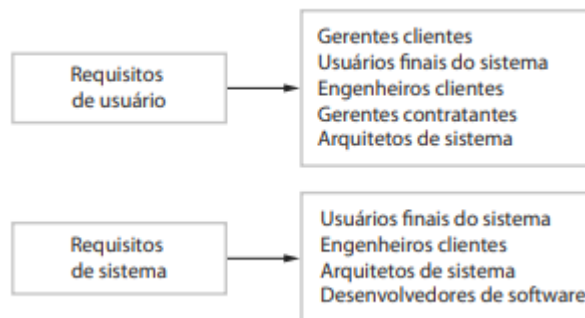 Requisitos
de usuário
Gerentes clientes
Usuários finais do sistema
Engenheiros clientes
Gerentes contratantes
Arquitetos de sistema
Requisitos
de sistema
Usuários finais do sistema
Engenheiros clientes
Arquitetos de sistema
Desenvolvedores de software